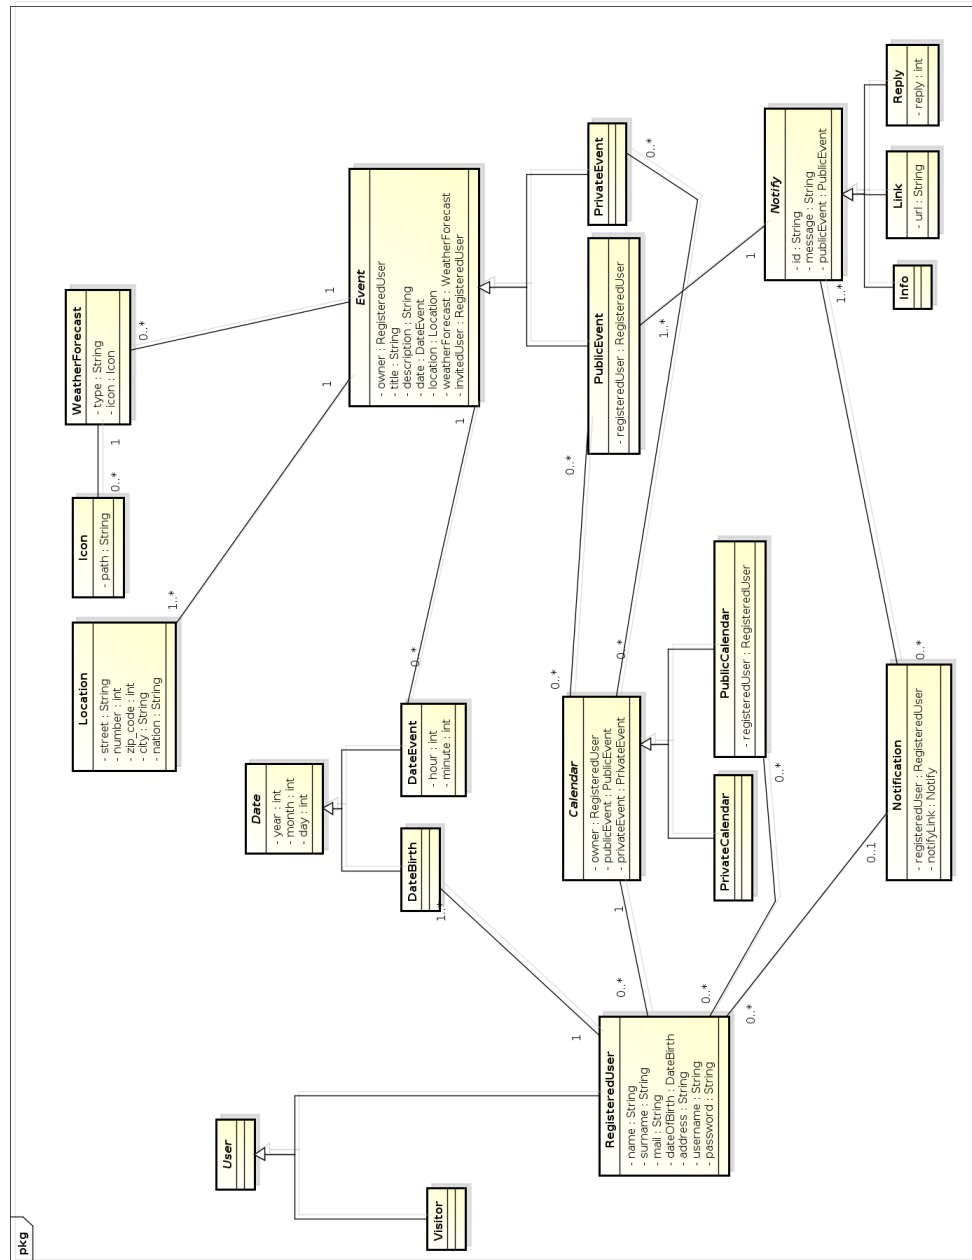 pkg
User
Visitor
RegisteredUser
- name : String
- surname : String
- mail : String
- dateOfBirth : DateBirth
- address : String
- username : String
- password : String
1
1..*
0..*
1
0..*
0..*
0..*
0..1
Date
- year : int
- month : int
- day : int
DateBirth
DateEvent
- hour : int
- minute : int
0..*
1
Location
- street : String
- number : int
- zip_code : int
- city : String
- nation : String
1..*
1
Icon
- path : String
0..*
1
WeatherForecast
- type : String
- icon : Icon
0..*
1
Event
- owner : RegisteredUser
- title : String
- description : String
- date : DateEvent
- location : Location
- weatherForecast : WeatherForecast
- invitedUser : RegisteredUser
Calendar
- owner : RegisteredUser
- publicEvent : PublicEvent
- privateEvent : PrivateEvent
0..*
0..*
0..*
0..*
PrivateCalendar
PublicCalendar
- registeredUser : RegisteredUser
PublicEvent
- registeredUser : RegisteredUser
PrivateEvent
1..*
1
Notification
- registeredUser : RegisteredUser
- notifyLink : Notify
0..*
1..*
Notify
- id : String
- message : String
- publicEvent : PublicEvent
Info
Link
- url : String
Reply
- reply : int